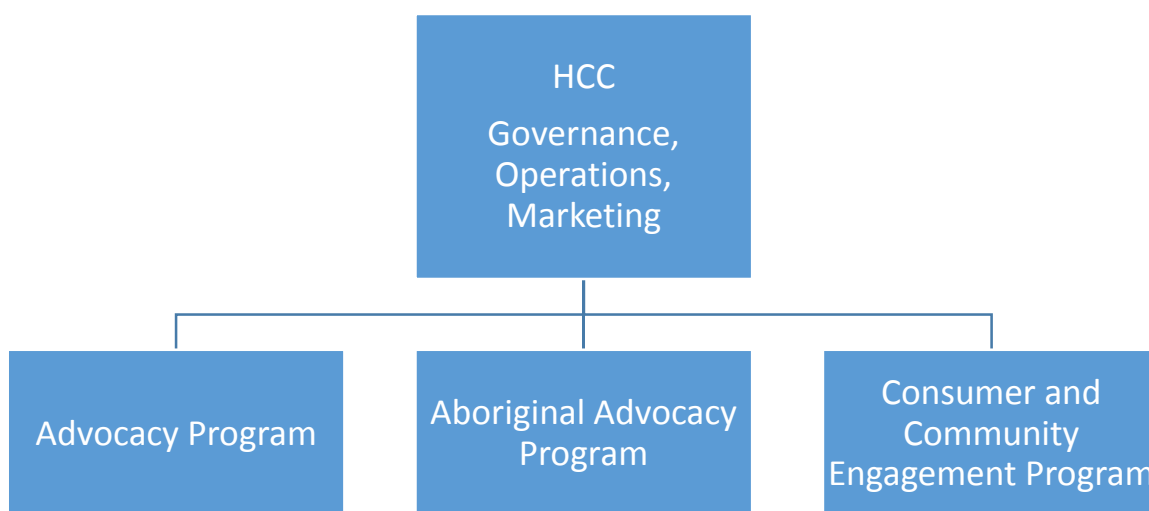 HCC
Governance,
Operations,
Marketing
Advocacy Program
Aboriginal Advocacy
Program
Consumer and
Community
Engagement Program